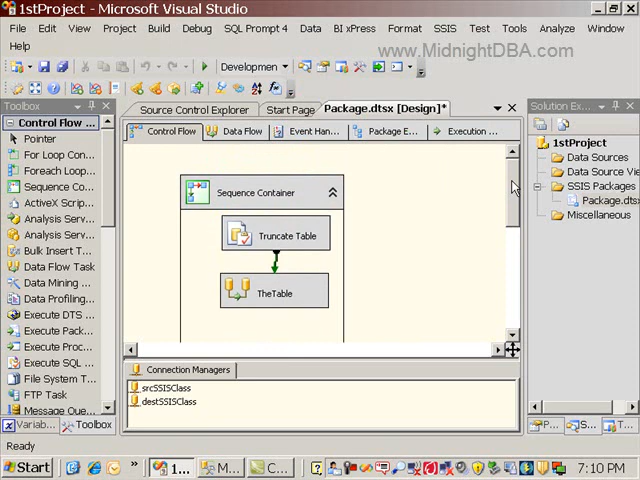 1stProject - Microsoft Visual Studio
File Edit View Project Build Debug SQL Prompt 4 Data BI xPress Format SSIS Test Tools Analyze Window
Help
www.MidnightDBA.com
Developmen
Toolbox
Source Control Explorer Start Page Package.dtsx [Design]*
Solution Ex...
Control Flow ...
Pointer
For Loop Con...
Foreach Loop...
Sequence Co...
ActiveX Scrip...
Analysis Serv...
Analysis Serv...
Bulk Insert T...
Data Flow Task
Data Mining ...
Data Profiling...
Execute DTS ...
Execute Pack...
Execute Proc...
Execute SQL ...
File System T...
FTP Task
Message Queu...
Variab... Toolbox
Control Flow Data Flow Event Han... Package E... Execution ...
Sequence Container
Truncate Table
TheTable
Connection Managers
_srcSSISClass
_destSSISClass
1stProject
Data Sources
Data Source Vie
SSIS Packages
Package.dts
Miscellaneous
P... S... T...
Ready
Start 1... M... C... 7:10 PM